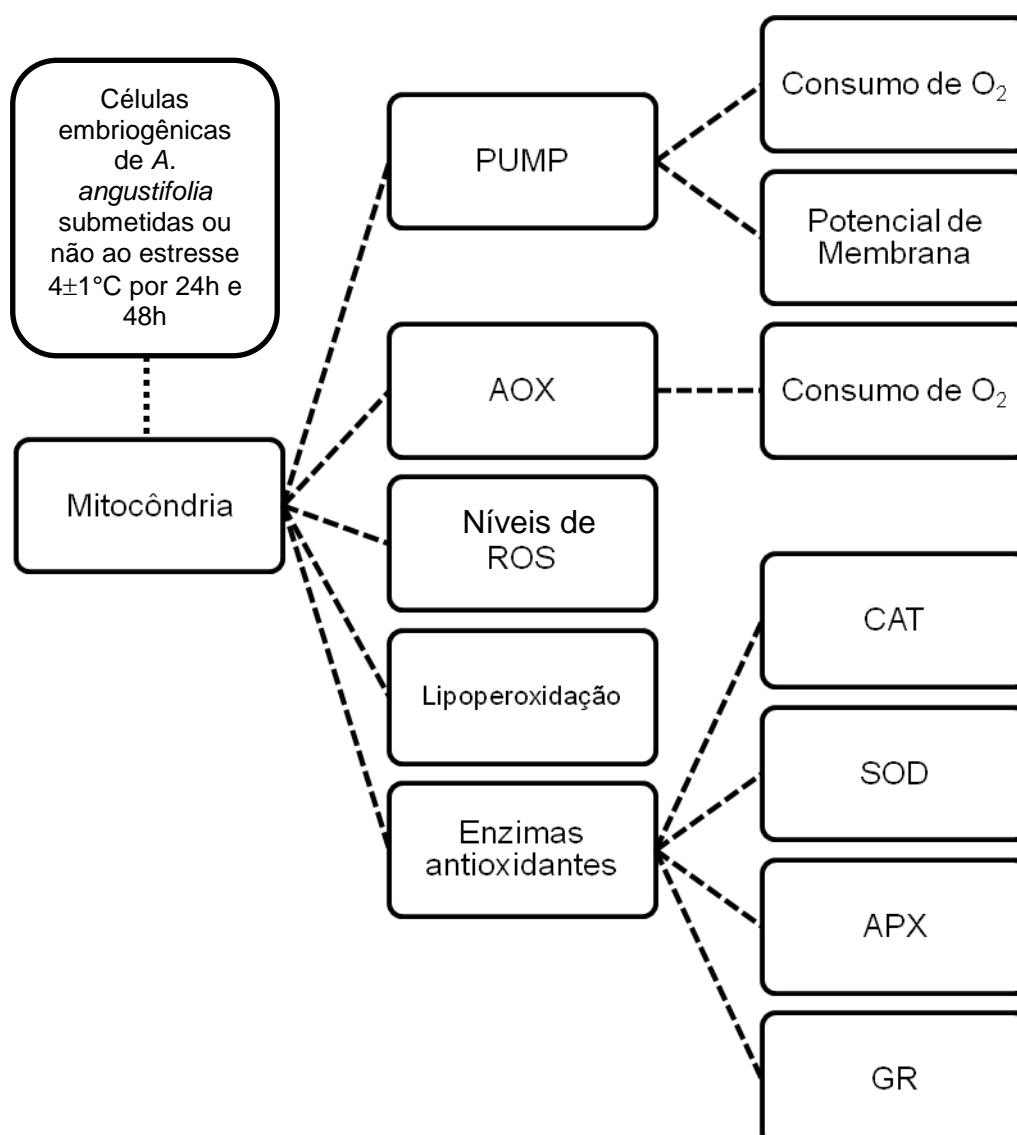 Células
embriogênicas
de A.
angustifolia
submetidas ou
não ao estresse
4±1°C por 24h e
48h
Mitocôndria
PUMP
Consumo de O₂
Potencial de
Membrana
AOX
Consumo de O₂
Níveis de
ROS
Lipoperoxidação
Enzimas
antioxidantes
CAT
SOD
APX
GR